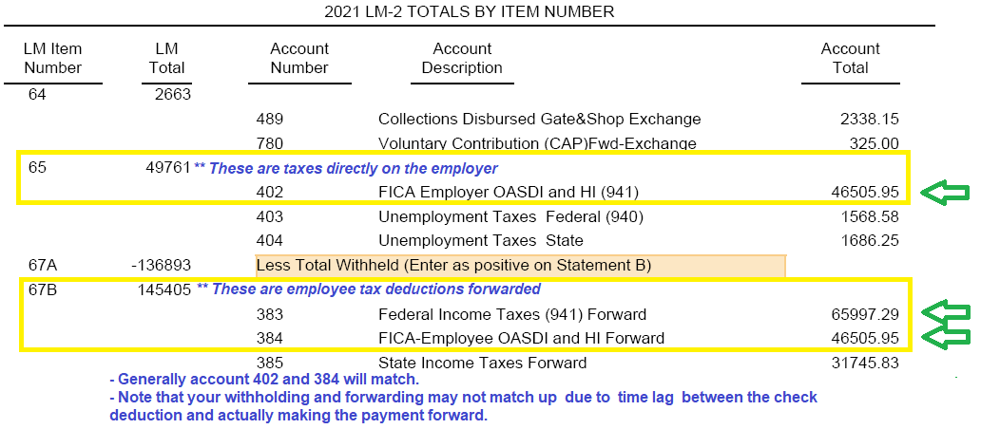 2021 LM-2 TOTALS BY ITEM NUMBER
LM Item Number LM Total Account Number Account Description Account Total
64 2663
489 Collections Disbursed Gate&Shop Exchange 2338.15
780 Voluntary Contribution (CAP)Fwd-Exchange 325.00
65 49761 ** These are taxes directly on the employer
402 FICA Employer OASDI and HI (941) 46505.95
403 Unemployment Taxes Federal (940) 1568.58
404 Unemployment Taxes State 1686.25
67A -136893 Less Total Withheld (Enter as positive on Statement B)
67B 145405 ** These are employee tax deductions forwarded
383 Federal Income Taxes (941) Forward 65997.29
384 FICA-Employee OASDI and HI Forward 46505.95
385 State Income Taxes Forward 31745.83
- Generally account 402 and 384 will match.
- Note that your withholding and forwarding may not match up due to time lag between the check
deduction and actually making the payment forward.